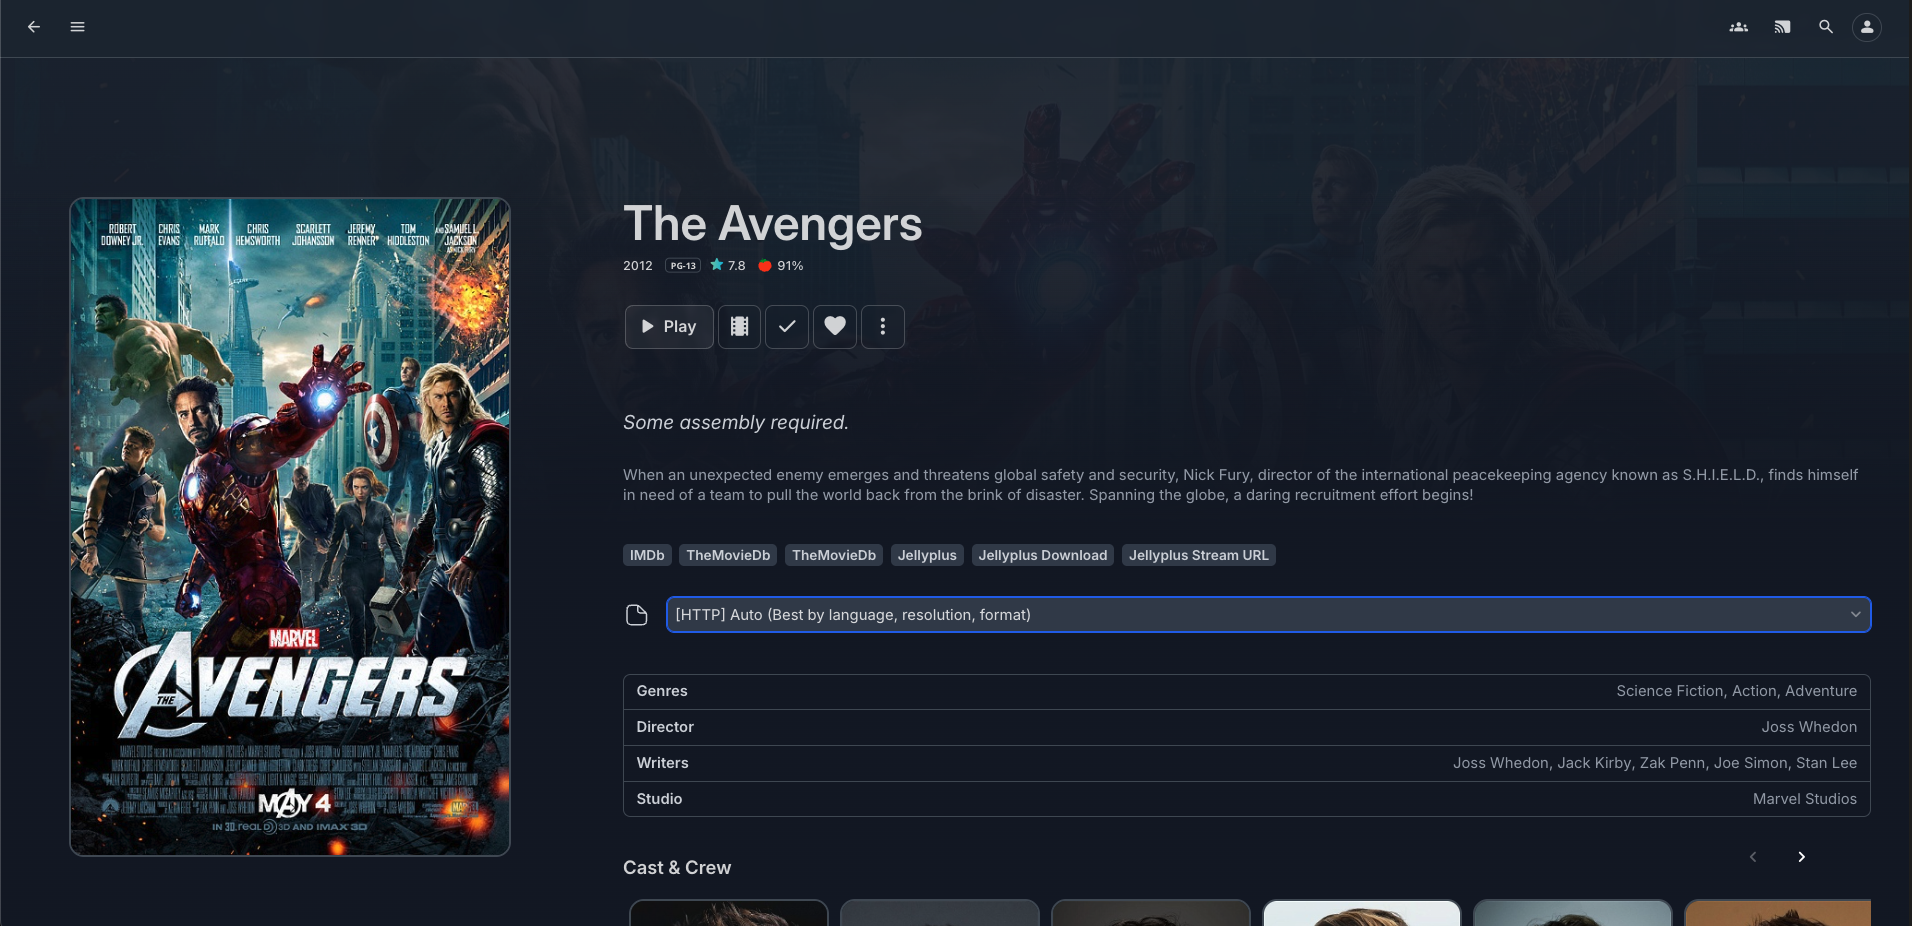 The Avengers
2012 PG-13 7.8 91%
Play
Some assembly required.
When an unexpected enemy emerges and threatens global safety and security, Nick Fury, director of the international peacekeeping agency known as S.H.I.E.L.D., finds himself
in need of a team to pull the world back from the brink of disaster. Spanning the globe, a daring recruitment effort begins!
IMDb TheMovieDb TheMovieDb Jellyplus Jellyplus Download Jellyplus Stream URL
[HTTP] Auto (Best by language, resolution, format)
Genres Science Fiction, Action, Adventure
Director Joss Whedon
Writers Joss Whedon, Jack Kirby, Zak Penn, Joe Simon, Stan Lee
Studio Marvel Studios
Cast & Crew
ROBERT DOWNEY JR.
CHRIS EVANS
MARK RUFFALO
CHRIS HEMSWORTH
SCARLETT JOHANSSON
JEREMY RENNER
TOM HIDDLESTON
AND SAMUEL L. JACKSON
MARVEL
THE AVENGERS
MAY 4
IN 3D, REAL D 3D AND IMAX 3D